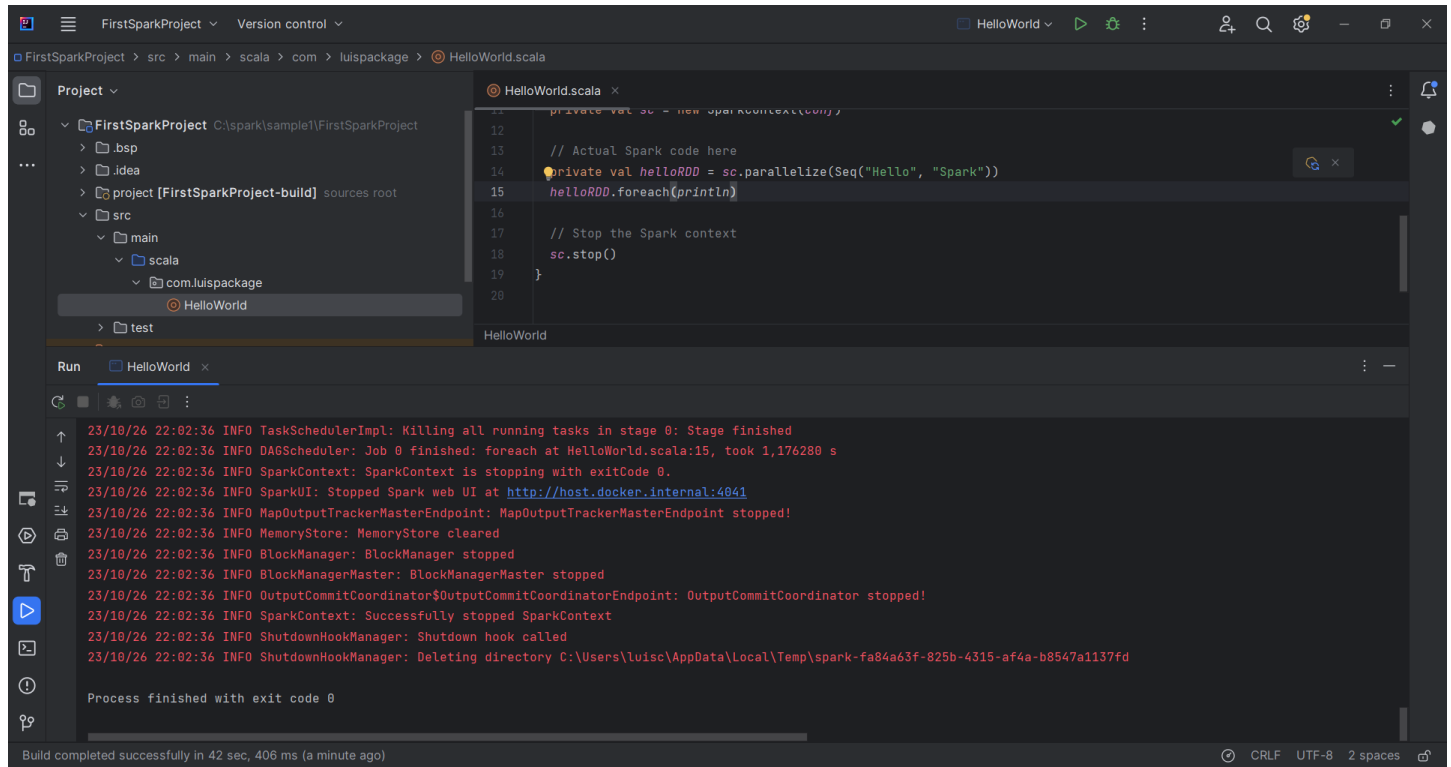 FirstSparkProject Version control HelloWorld
FirstSparkProject > src > main > scala > com > luispackage > HelloWorld.scala
Project
FirstSparkProject C:\spark\sample1\FirstSparkProject
.bsp
.idea
project [FirstSparkProject-build] sources root
src
main
scala
com.luispackage
HelloWorld
test
HelloWorld.scala
11 private val sc = new SparkContext(conf)
12
13 // Actual Spark code here
14 private val helloRDD = sc.parallelize(Seq("Hello", "Spark"))
15 helloRDD.foreach(println)
16
17 // Stop the Spark context
18 sc.stop()
19 }
20
HelloWorld
Run HelloWorld
23/10/26 22:02:36 INFO TaskSchedulerImpl: Killing all running tasks in stage 0: Stage finished
23/10/26 22:02:36 INFO DAGScheduler: Job 0 finished: foreach at HelloWorld.scala:15, took 1,176280 s
23/10/26 22:02:36 INFO SparkContext: SparkContext is stopping with exitCode 0.
23/10/26 22:02:36 INFO SparkUI: Stopped Spark web UI at http://host.docker.internal:4041
23/10/26 22:02:36 INFO MapOutputTrackerMasterEndpoint: MapOutputTrackerMasterEndpoint stopped!
23/10/26 22:02:36 INFO MemoryStore: MemoryStore cleared
23/10/26 22:02:36 INFO BlockManager: BlockManager stopped
23/10/26 22:02:36 INFO BlockManagerMaster: BlockManagerMaster stopped
23/10/26 22:02:36 INFO OutputCommitCoordinator$OutputCommitCoordinatorEndpoint: OutputCommitCoordinator stopped!
23/10/26 22:02:36 INFO SparkContext: Successfully stopped SparkContext
23/10/26 22:02:36 INFO ShutdownHookManager: Shutdown hook called
23/10/26 22:02:36 INFO ShutdownHookManager: Deleting directory C:\Users\luisc\AppData\Local\Temp\spark-fa84a63f-825b-4315-af4a-b8547a1137fd
Process finished with exit code 0
Build completed successfully in 42 sec, 406 ms (a minute ago) CRLF UTF-8 2 spaces